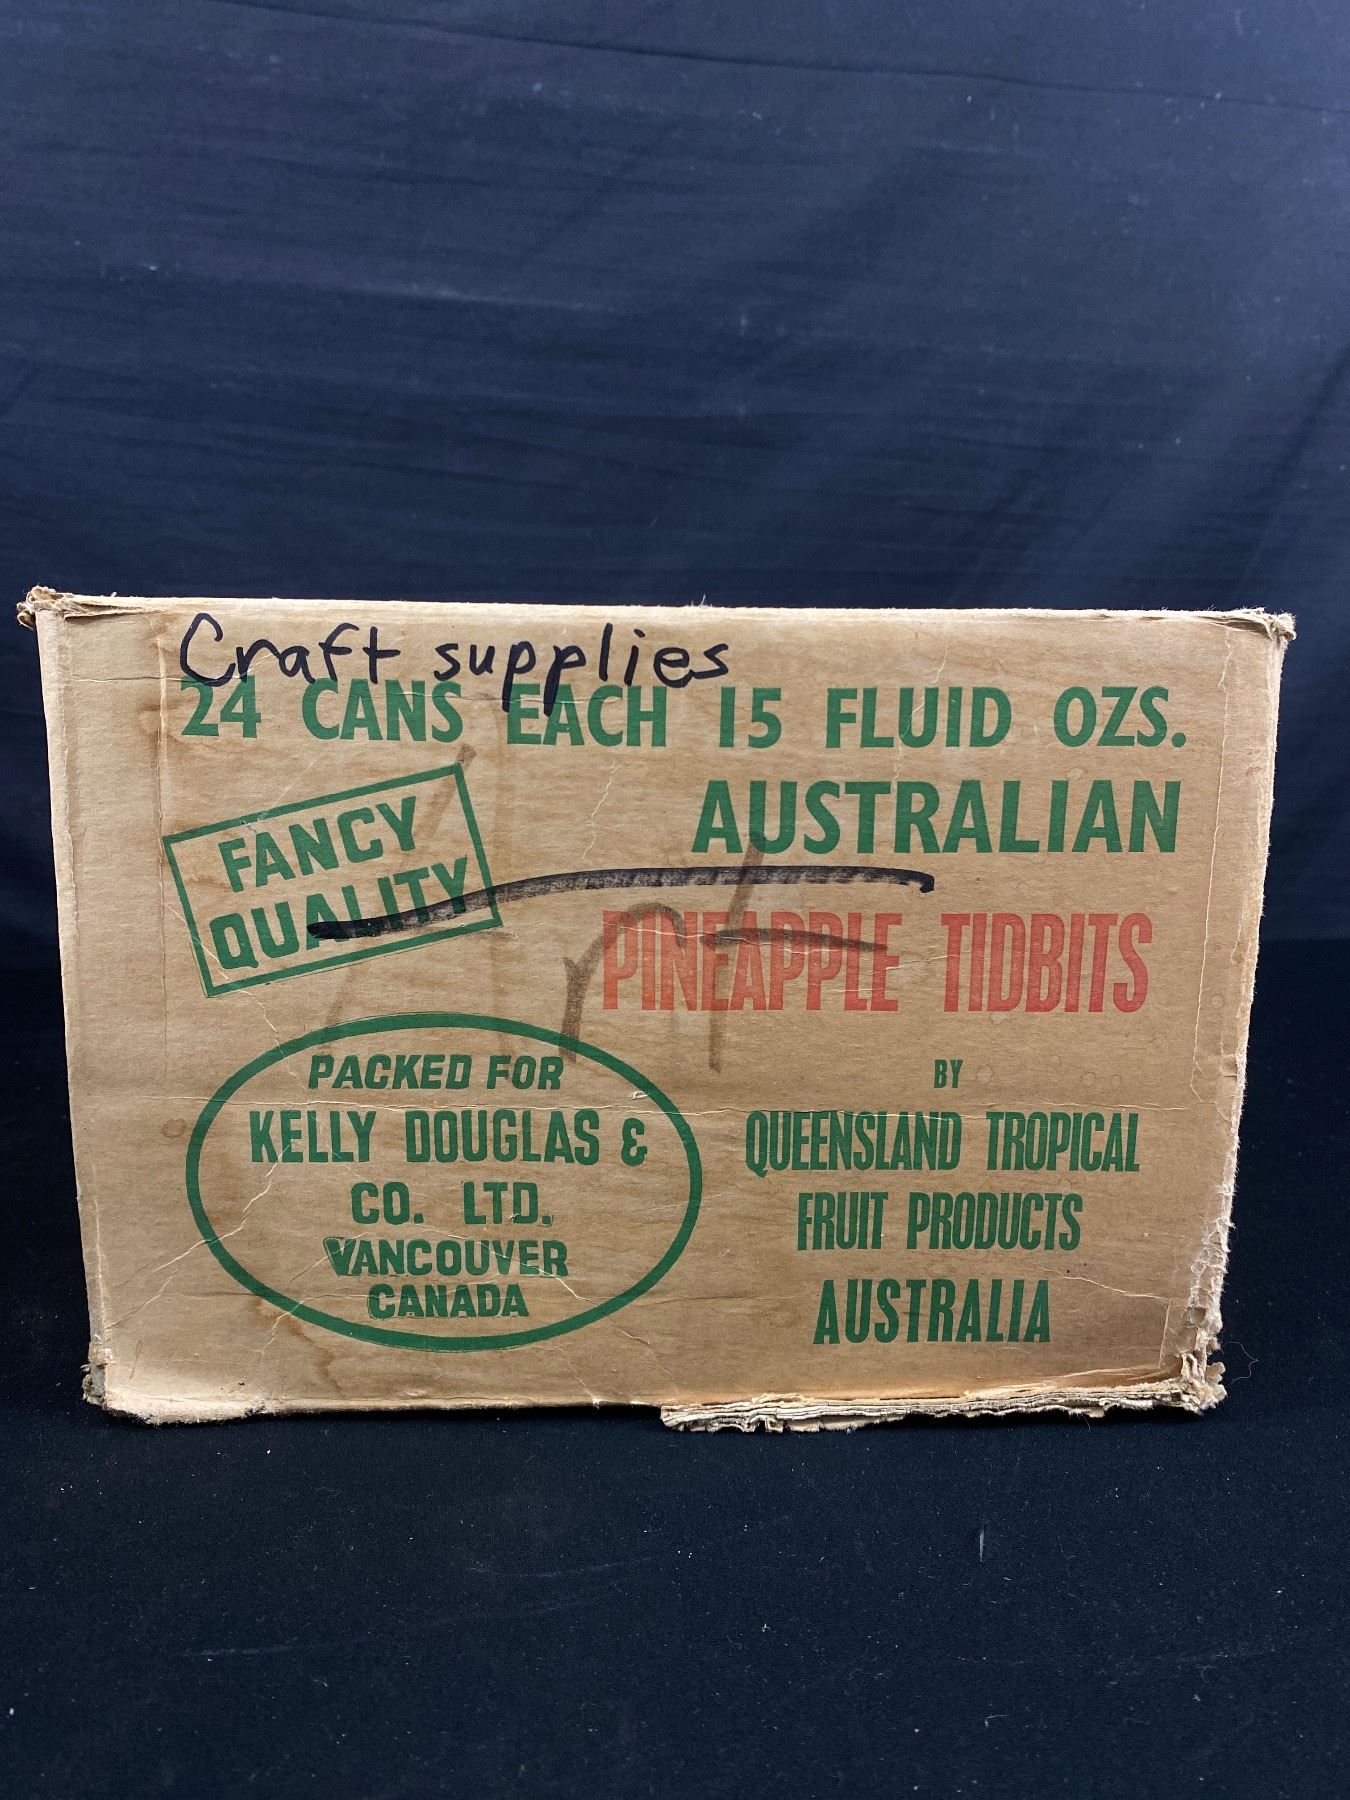 Craft supplies
24 CANS EACH 15 FLUID OZS.
AUSTRALIAN
FANCY
QUALITY
Art
PINEAPPLE TIDBITS
PACKED FOR
KELLY DOUGLAS &
CO. LTD.
VANCOUVER
CANADA
BY
QUEENSLAND TROPICAL
FRUIT PRODUCTS
AUSTRALIA